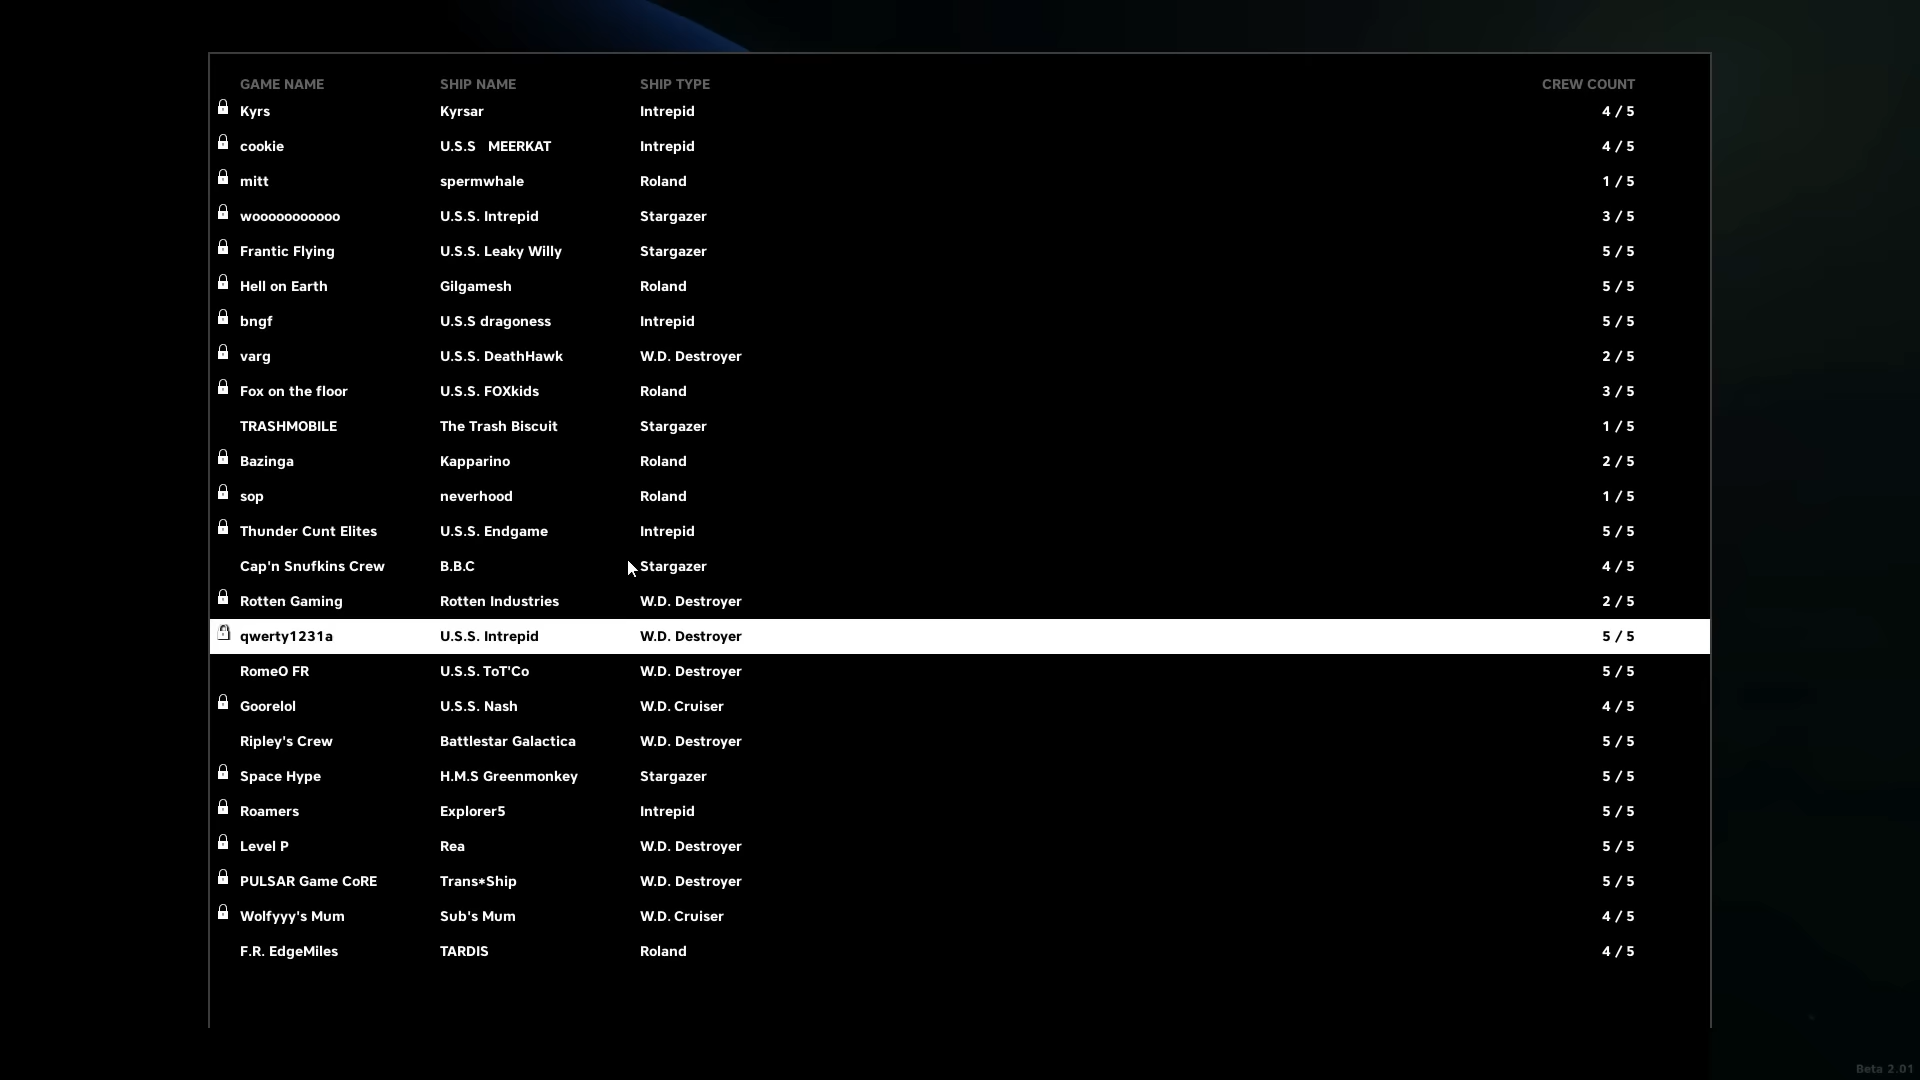 GAME NAME SHIP NAME SHIP TYPE CREW COUNT
Kyrs Kyrsar Intrepid 4 / 5
cookie U.S.S MEERKAT Intrepid 4 / 5
mitt spermwhale Roland 1 / 5
wooooooooooo U.S.S. Intrepid Stargazer 3 / 5
Frantic Flying U.S.S. Leaky Willy Stargazer 5 / 5
Hell on Earth Gilgamesh Roland 5 / 5
bngf U.S.S dragoness Intrepid 5 / 5
varg U.S.S. DeathHawk W.D. Destroyer 2 / 5
Fox on the floor U.S.S. FOXkids Roland 3 / 5
TRASHMOBILE The Trash Biscuit Stargazer 1 / 5
Bazinga Kapparino Roland 2 / 5
sop neverhood Roland 1 / 5
Thunder Cunt Elites U.S.S. Endgame Intrepid 5 / 5
Cap'n Snufkins Crew B.B.C Stargazer 4 / 5
Rotten Gaming Rotten Industries W.D. Destroyer 2 / 5
qwerty1231a U.S.S. Intrepid W.D. Destroyer 5 / 5
RomeO FR U.S.S. ToT'Co W.D. Destroyer 5 / 5
Goorelol U.S.S. Nash W.D. Cruiser 4 / 5
Ripley's Crew Battlestar Galactica W.D. Destroyer 5 / 5
Space Hype H.M.S Greenmonkey Stargazer 5 / 5
Roamers Explorer5 Intrepid 5 / 5
Level P Rea W.D. Destroyer 5 / 5
PULSAR Game CoRE Trans*Ship W.D. Destroyer 5 / 5
Wolfyyy's Mum Sub's Mum W.D. Cruiser 4 / 5
F.R. EdgeMiles TARDIS Roland 4 / 5
Beta 2.01